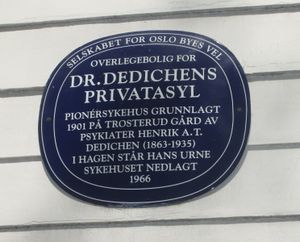 SELSKABET FOR OSLO BYES VEL
OVERLEGEBOLIG FOR
DR. DEDICHENS
PRIVATASYL
PIONÉRSYKEHUS GRUNNLAGT
1901 PÅ TROSTERUD GÅRD AV
PSYKIATER HENRIK A.T.
DEDICHEN (1863-1935)
I HAGEN STÅR HANS URNE
SYKEHUSET NEDLAGT
1966